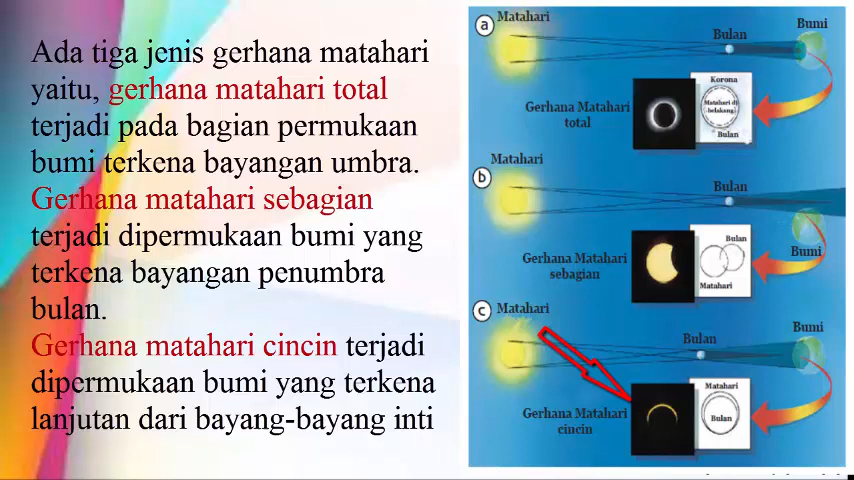 Ada tiga jenis gerhana matahari
yaitu, gerhana matahari total
terjadi pada bagian permukaan
bumi terkena bayangan umbra.
Gerhana matahari sebagian
terjadi dipermukaan bumi yang
terkena bayangan penumbra
bulan.
Gerhana matahari cincin terjadi
dipermukaan bumi yang terkena
lanjutan dari bayang-bayang inti
a
Matahari
Bulan
Bumi
Gerhana Matahari
total
Korona
Matahari di
belakang
Bulan
b
Matahari
Bulan
Bumi
Gerhana Matahari
sebagian
Bulan
Matahari
c
Matahari
Bulan
Bumi
Gerhana Matahari
cincin
Matahari
Bulan